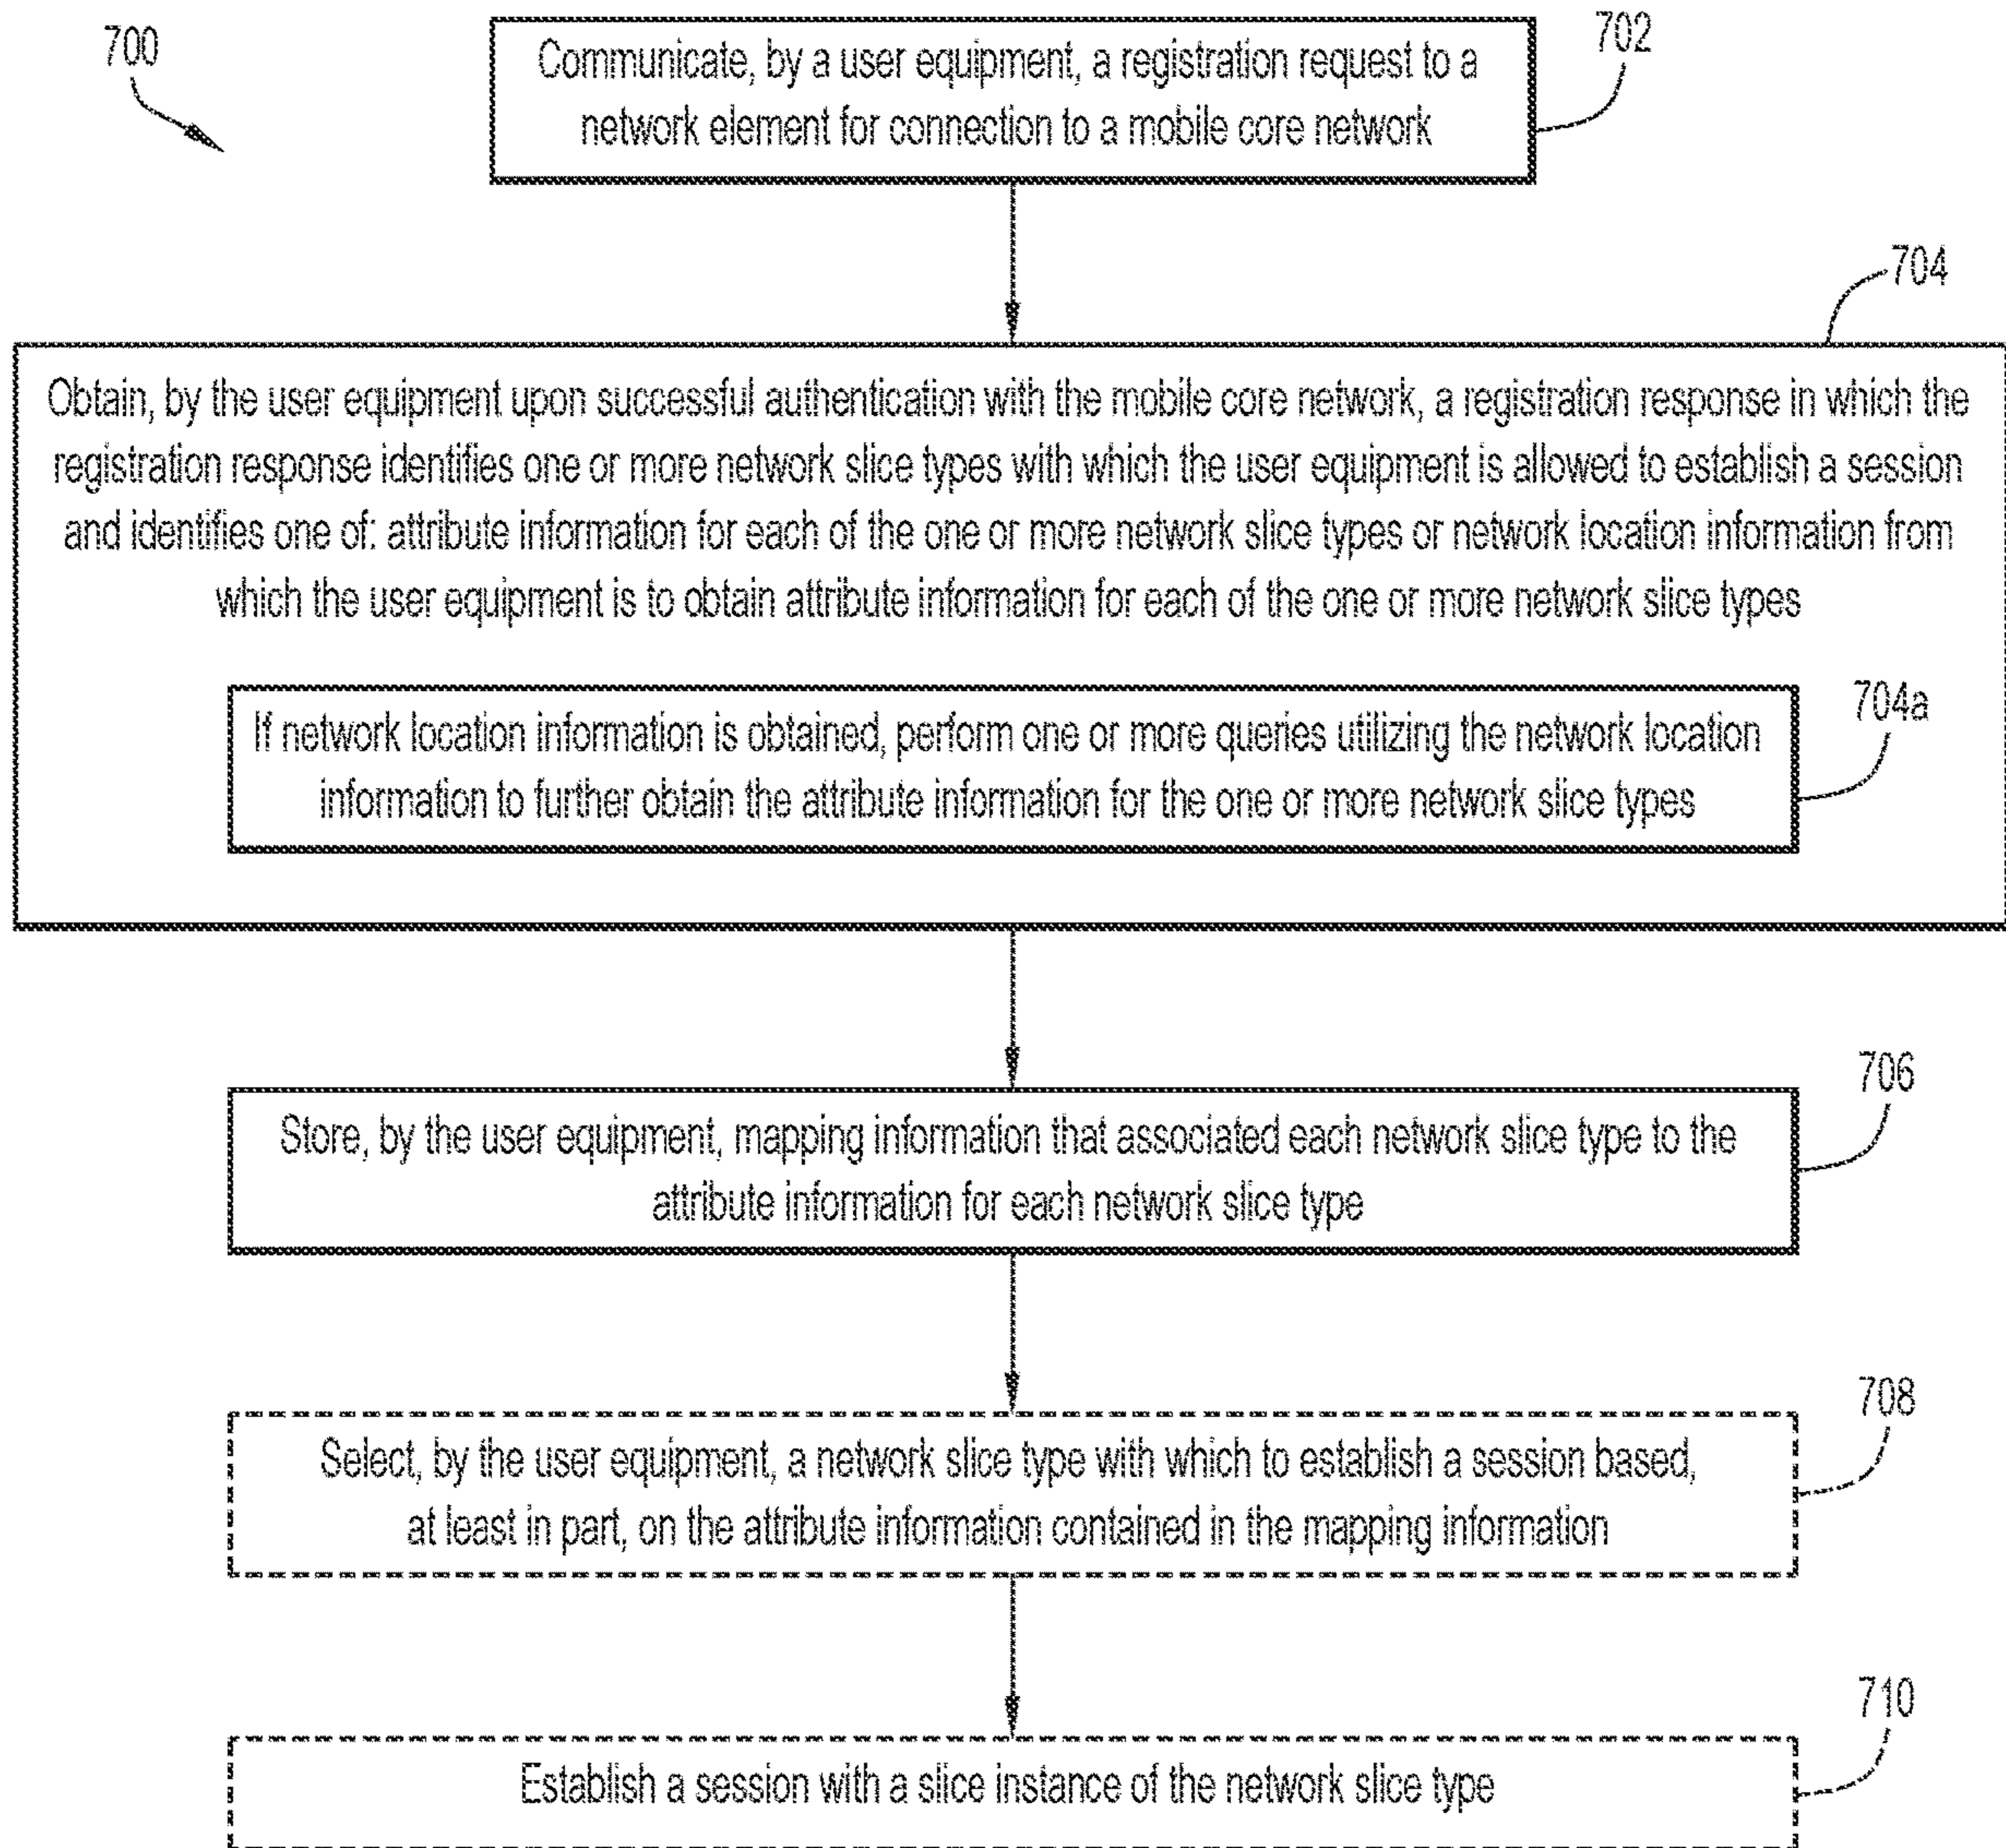 700
Communicate, by a user equipment, a registration request to a
network element for connection to a mobile core network
702
704
Obtain, by the user equipment upon successful authentication with the mobile core network, a registration response in which the
registration response identifies one or more network slice types with which the user equipment is allowed to establish a session
and identifies one of: attribute information for each of the one or more network slice types or network location information from
which the user equipment is to obtain attribute information for each of the one or more network slice types
If network location information is obtained, perform one or more queries utilizing the network location
information to further obtain the attribute information for the one or more network slice types
704a
Store, by the user equipment, mapping information that associated each network slice type to the
attribute information for each network slice type
706
Select, by the user equipment, a network slice type with which to establish a session based,
at least in part, on the attribute information contained in the mapping information
708
Establish a session with a slice instance of the network slice type
710